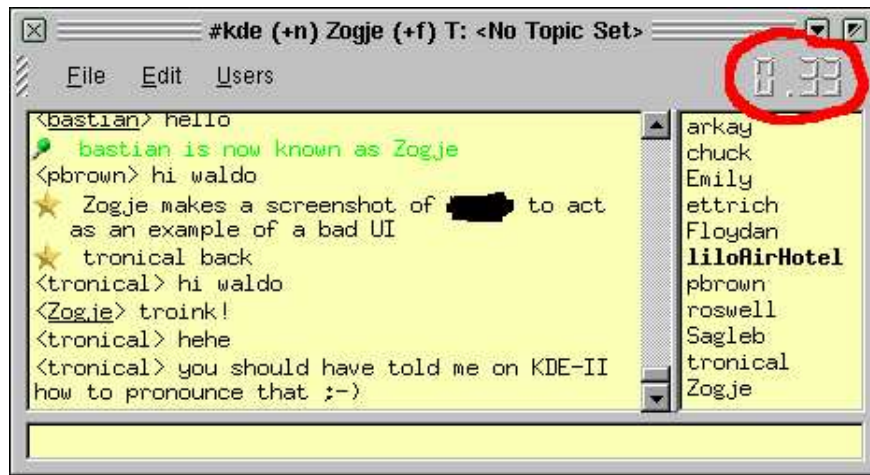 #kde (+n) Zogje (+f) T: <No Topic Set>
File Edit Users
0.33
<bastian> hello
bastian is now known as Zogje
<pbrown> hi waldo
Zogje makes a screenshot of to act
as an example of a bad UI
tronical back
<tronical> hi waldo
<Zogje> troink!
<tronical> hehe
<tronical> you should have told me on KDE-II
how to pronounce that ;-)
arkay
chuck
Emily
ettrich
Floydan
liloAirHotel
pbrown
roswell
Sagleb
tronical
Zogje